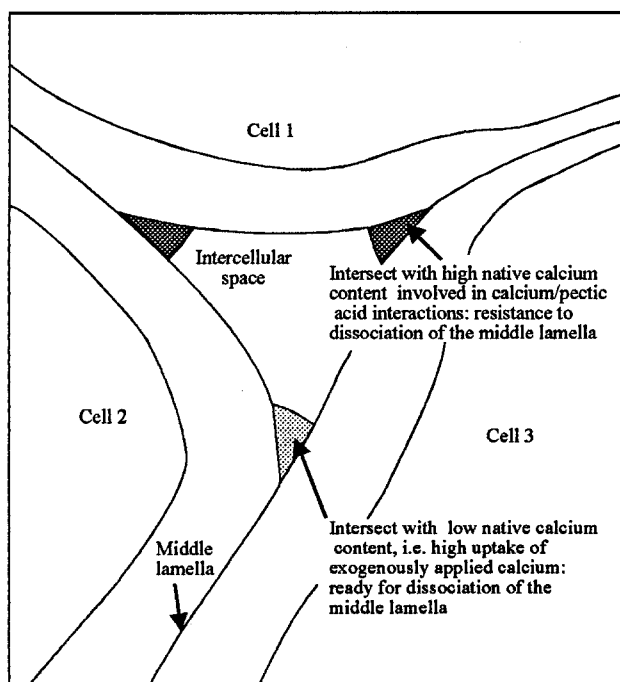 Cell 1
Intercellular
space
Intersect with high native calcium
content involved in calcium/pectic
acid interactions: resistance to
dissociation of the middle lamella
Cell 2
Cell 3
Intersect with low native calcium
content, i.e. high uptake of
exogenously applied calcium:
ready for dissociation of the
middle lamella
Middle
lamella